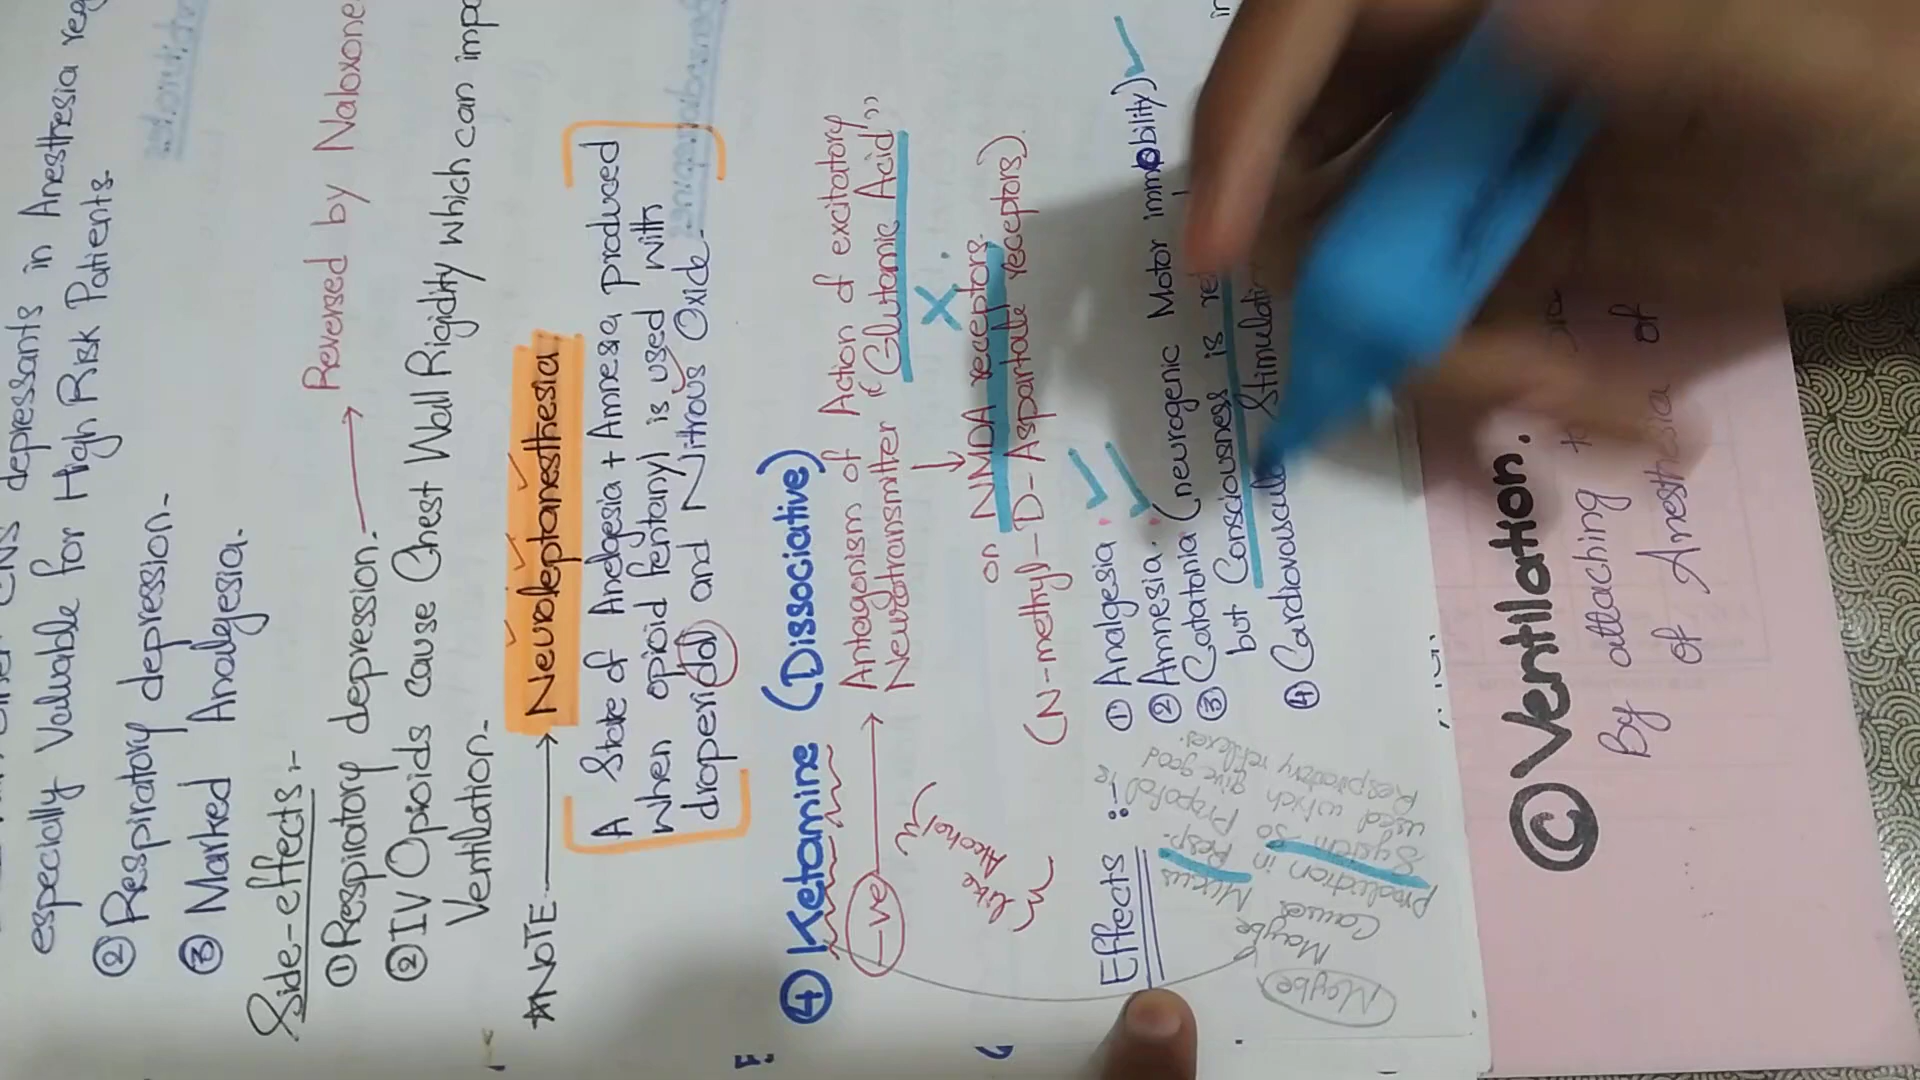 depressants in Anesthesia
especially Valuable for High Risk Patients.
② Respiratory depression.
③ Marked Analgesia.
Side-effects:-
① Respiratory depression. → Reversed by Naloxone
② IV Opioids cause Chest Wall Rigidity which can
Ventilation.
*NOTE → Neuroleptanesthesia
A State of Analgesia + Amnesia produced
when opioid fentanyl is used with
droperidol and Nitrous Oxide.
④ Ketamine (Dissociative)
-ve → Antagonism of Action of excitatory
Neurotransmitter "Glutamic Acid"
like Alcohol
↓ X
on NMDA receptors.
(N-methyl-D-Aspartate receptors).
Effects :- ① Analgesia.
② Amnesia.
③ Catatonia (neurogenic Motor immobility)
but Consciousness is
④
Maybe
Maybe
Cause Mucus
production in Resp.
System so Propofol is
used which give good
Respiratory reflexes.
© Ventillation.
By attaching
of Anesthesia of